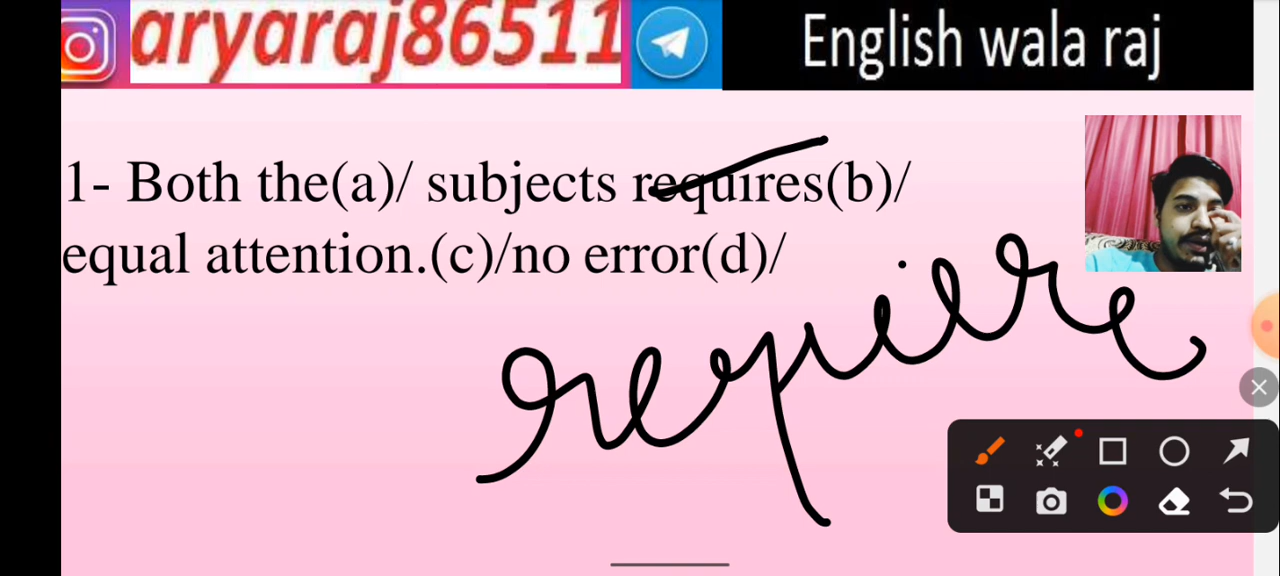 aryaraj86511 English wala raj
1- Both the(a)/ subjects requires(b)/
equal attention.(c)/no error(d)/
require